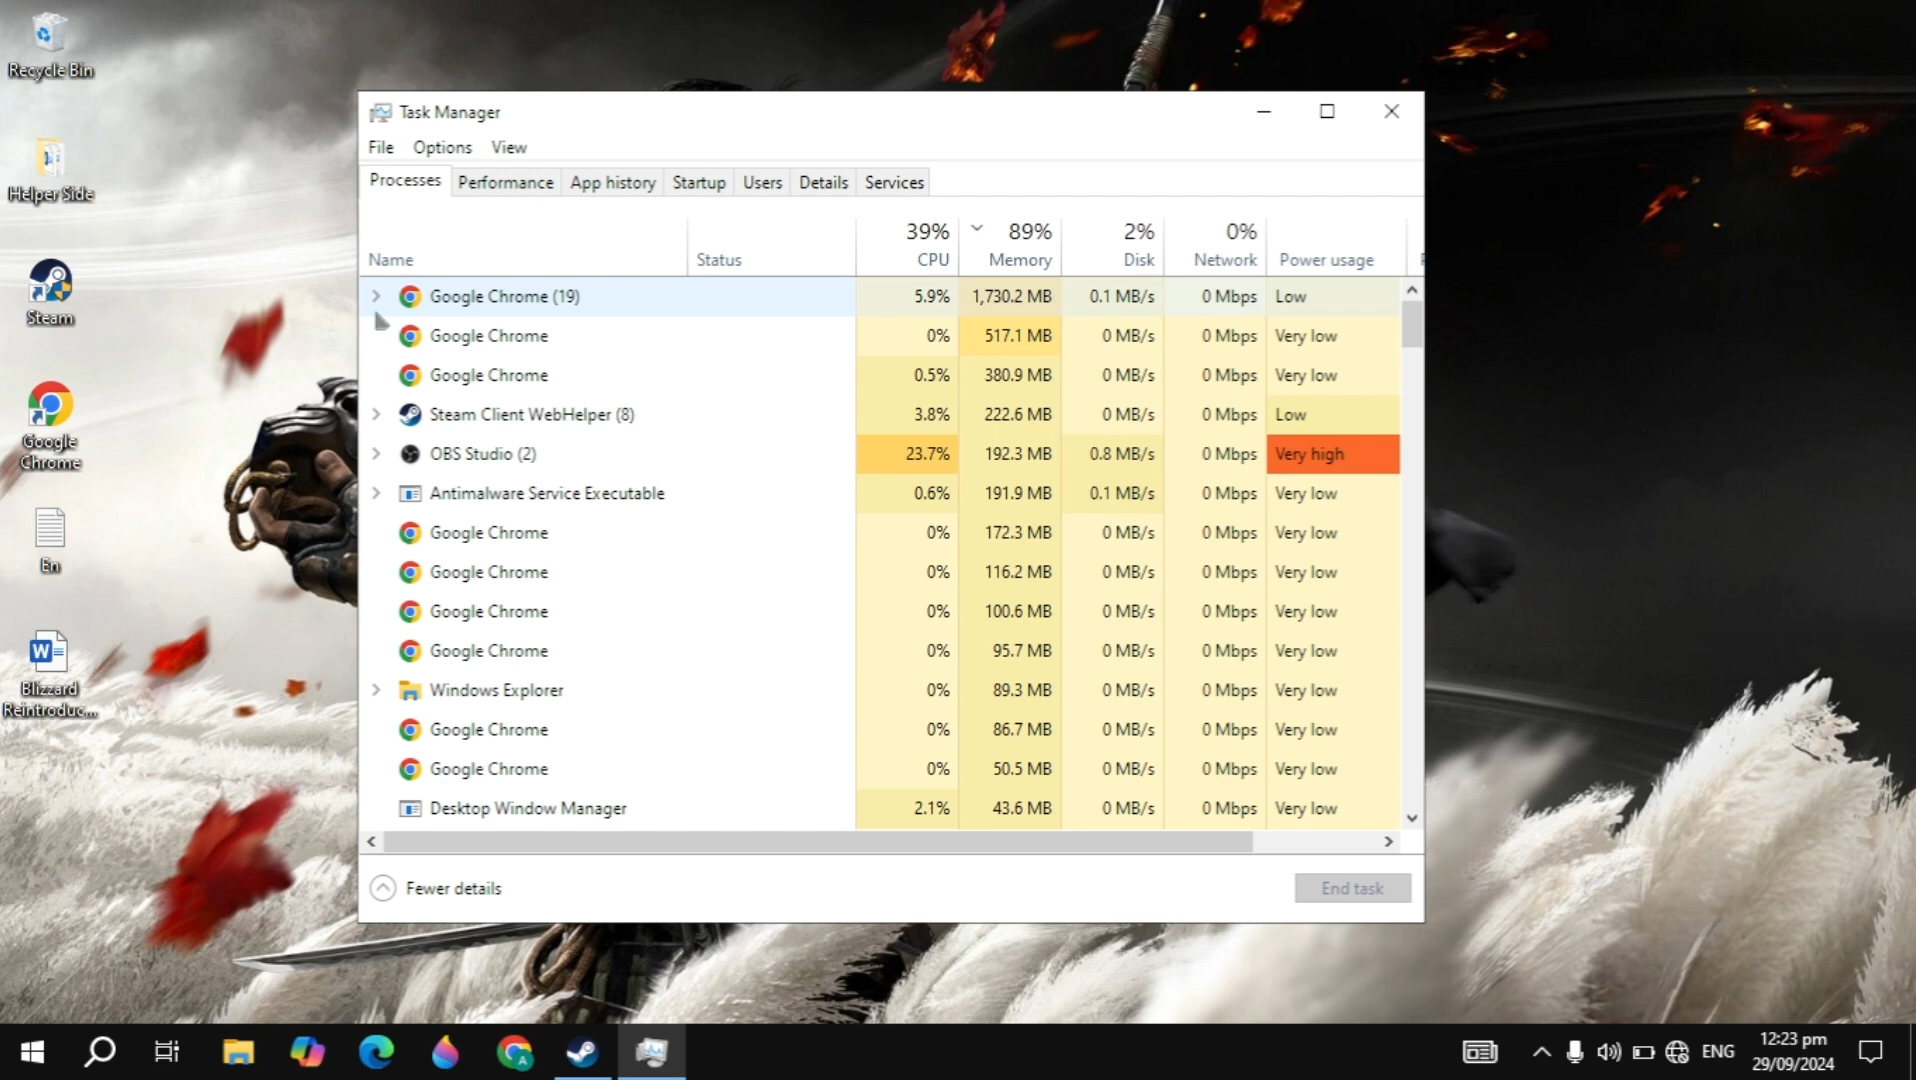 Recycle Bin
Helper Side
Steam
Google
Chrome
En
W
Blizzard
Reintroduc...
Task Manager
File Options View
Processes Performance App history Startup Users Details Services
39% 89% 2% 0%
Name Status CPU Memory Disk Network Power usage
Google Chrome (19) 5.9% 1,730.2 MB 0.1 MB/s 0 Mbps Low
Google Chrome 0% 517.1 MB 0 MB/s 0 Mbps Very low
Google Chrome 0.5% 380.9 MB 0 MB/s 0 Mbps Very low
Steam Client WebHelper (8) 3.8% 222.6 MB 0 MB/s 0 Mbps Low
OBS Studio (2) 23.7% 192.3 MB 0.8 MB/s 0 Mbps Very high
Antimalware Service Executable 0.6% 191.9 MB 0.1 MB/s 0 Mbps Very low
Google Chrome 0% 172.3 MB 0 MB/s 0 Mbps Very low
Google Chrome 0% 116.2 MB 0 MB/s 0 Mbps Very low
Google Chrome 0% 100.6 MB 0 MB/s 0 Mbps Very low
Google Chrome 0% 95.7 MB 0 MB/s 0 Mbps Very low
Windows Explorer 0% 89.3 MB 0 MB/s 0 Mbps Very low
Google Chrome 0% 86.7 MB 0 MB/s 0 Mbps Very low
Google Chrome 0% 50.5 MB 0 MB/s 0 Mbps Very low
Desktop Window Manager 2.1% 43.6 MB 0 MB/s 0 Mbps Very low
Fewer details End task
A
ENG
12:23 pm
29/09/2024